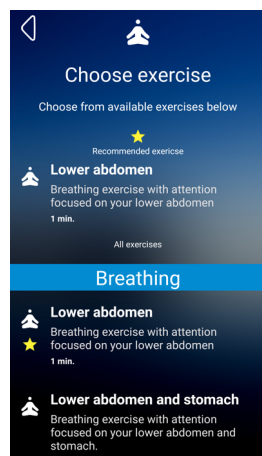 Choose exercise
Choose from available exercises below
Recommended exericse
Lower abdomen
Breathing exercise with attention
focused on your lower abdomen
1 min.
All exercises
Breathing
Lower abdomen
Breathing exercise with attention
focused on your lower abdomen
1 min.
Lower abdomen and stomach
Breathing exercise with attention
focused on your lower abdomen and
stomach.